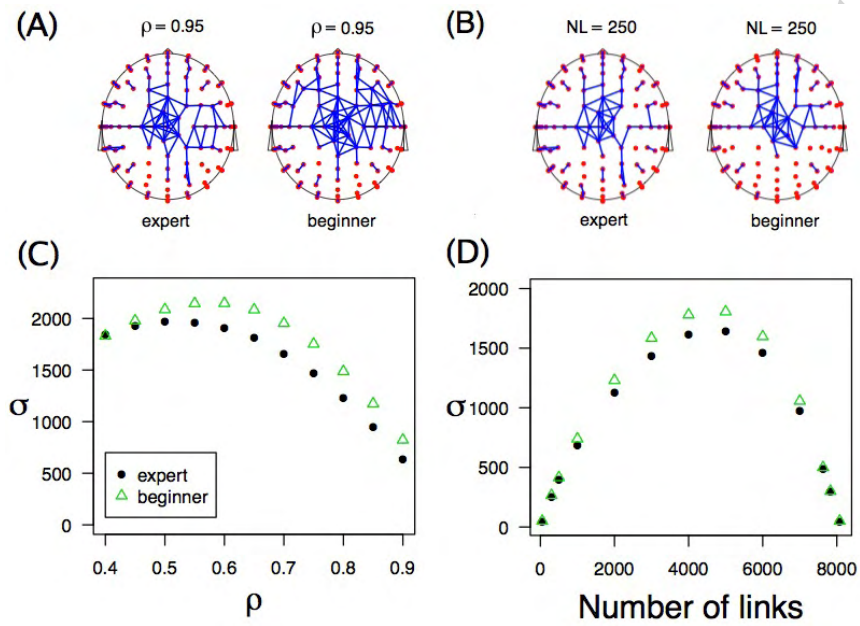 (A)
ρ = 0.95
ρ = 0.95
expert
beginner
(B)
NL = 250
NL = 250
expert
beginner
(C)
σ
2000
1500
1000
500
0
expert
beginner
0.4 0.5 0.6 0.7 0.8 0.9
ρ
(D)
σ
2000
1500
1000
500
0
0 2000 4000 6000 8000
Number of links